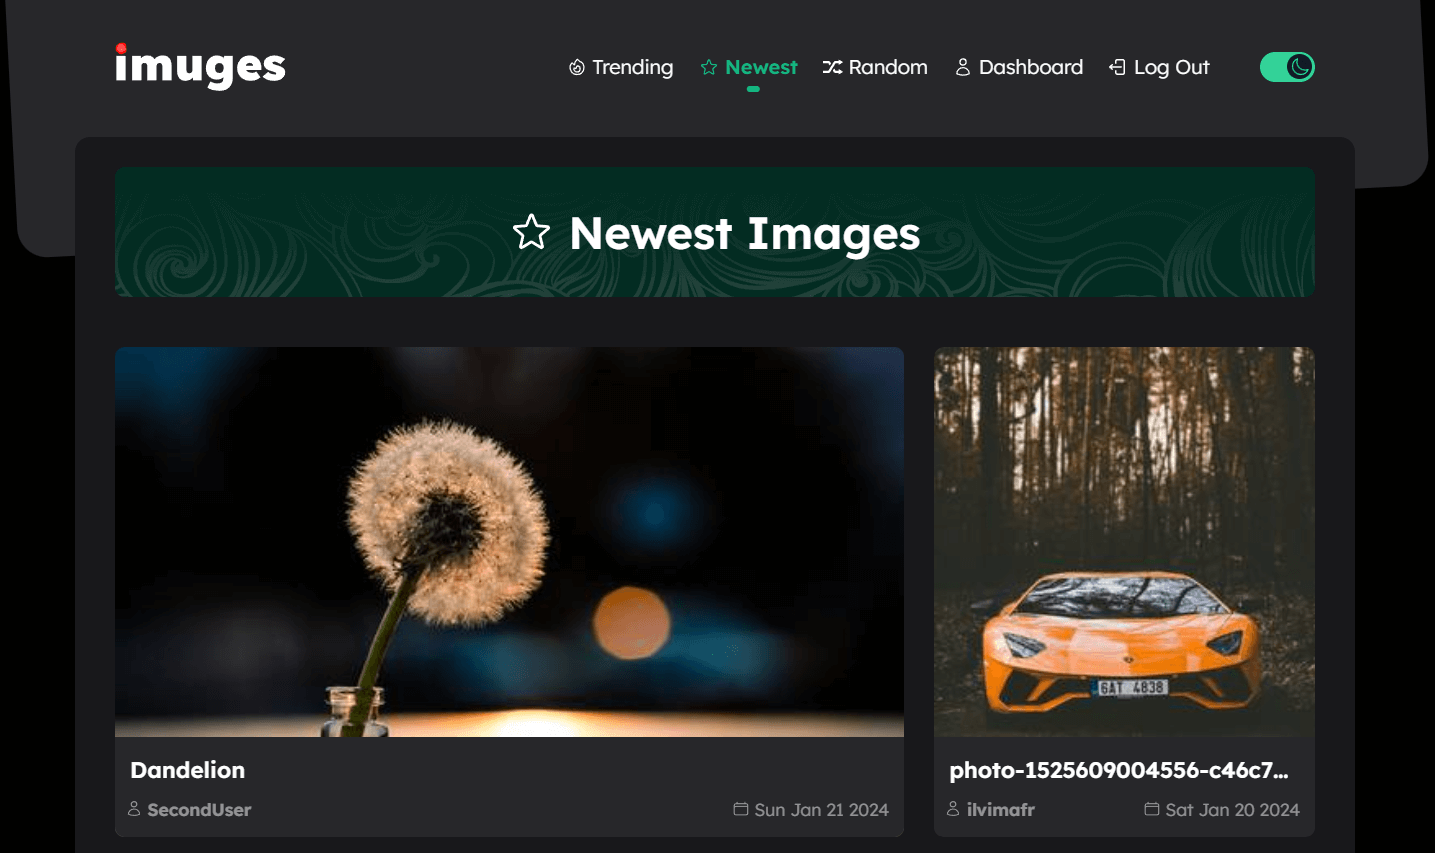 imuges
Trending
Newest
Random
Dashboard
Log Out
Newest Images
6AT 4838
Dandelion
SecondUser
Sun Jan 21 2024
photo-1525609004556-c46c7...
ilvimafr
Sat Jan 20 2024